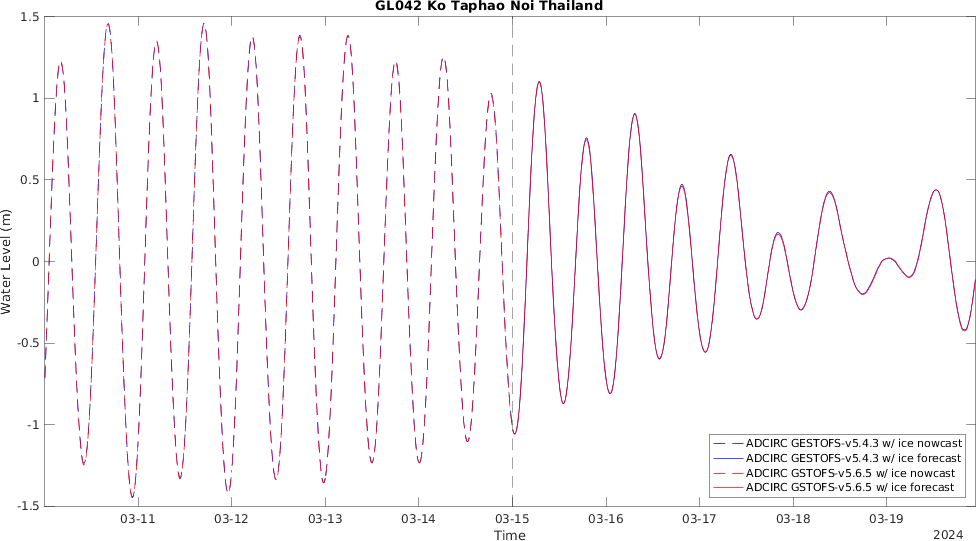 GL042 Ko Taphao Noi Thailand
1.5
1
0.5
0
-0.5
-1
-1.5
Water Level (m)
ADCIRC GESTOFS-v5.4.3 w/ ice nowcast
ADCIRC GESTOFS-v5.4.3 w/ ice forecast
ADCIRC GSTOFS-v5.6.5 w/ ice nowcast
ADCIRC GSTOFS-v5.6.5 w/ ice forecast
03-11 03-12 03-13 03-14 03-15 03-16 03-17 03-18 03-19
Time
2024